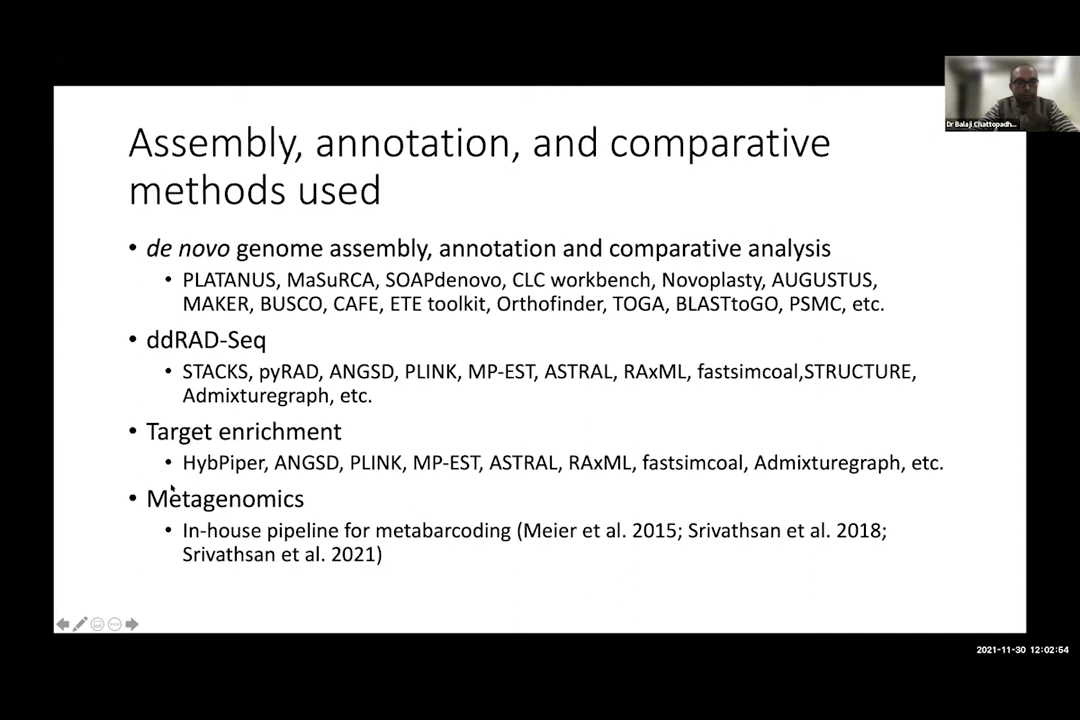 Dr Balaji Chattopadh...
Assembly, annotation, and comparative
methods used
• de novo genome assembly, annotation and comparative analysis
• PLATANUS, MaSuRCA, SOAPdenovo, CLC workbench, Novoplasty, AUGUSTUS,
MAKER, BUSCO, CAFE, ETE toolkit, Orthofinder, TOGA, BLASTtoGO, PSMC, etc.
• ddRAD-Seq
• STACKS, pyRAD, ANGSD, PLINK, MP-EST, ASTRAL, RAxML, fastsimcoal,STRUCTURE,
Admixturegraph, etc.
• Target enrichment
• HybPiper, ANGSD, PLINK, MP-EST, ASTRAL, RAxML, fastsimcoal, Admixturegraph, etc.
• Metagenomics
• In-house pipeline for metabarcoding (Meier et al. 2015; Srivathsan et al. 2018;
Srivathsan et al. 2021)
2021-11-30 12:02:54